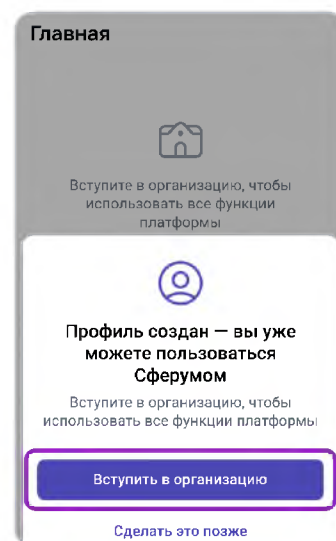 Главная
Вступите в организацию, чтобы
использовать все функции
платформы
Профиль создан — вы уже
можете пользоваться
Сферумом
Вступите в организацию, чтобы
использовать все функции платформы
Вступить в организацию
Сделать это позже